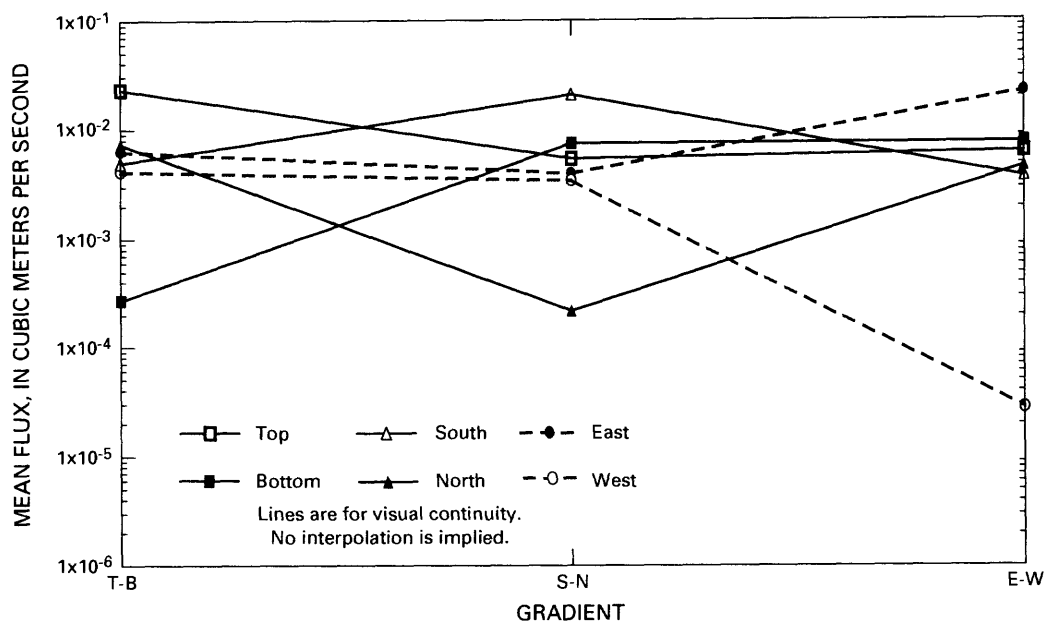 MEAN FLUX, IN CUBIC METERS PER SECOND
1x10⁻¹
1x10⁻²
1x10⁻³
1x10⁻⁴
1x10⁻⁵
1x10⁻⁶
Top South East
Bottom North West
Lines are for visual continuity.
No interpolation is implied.
T-B S-N E-W
GRADIENT